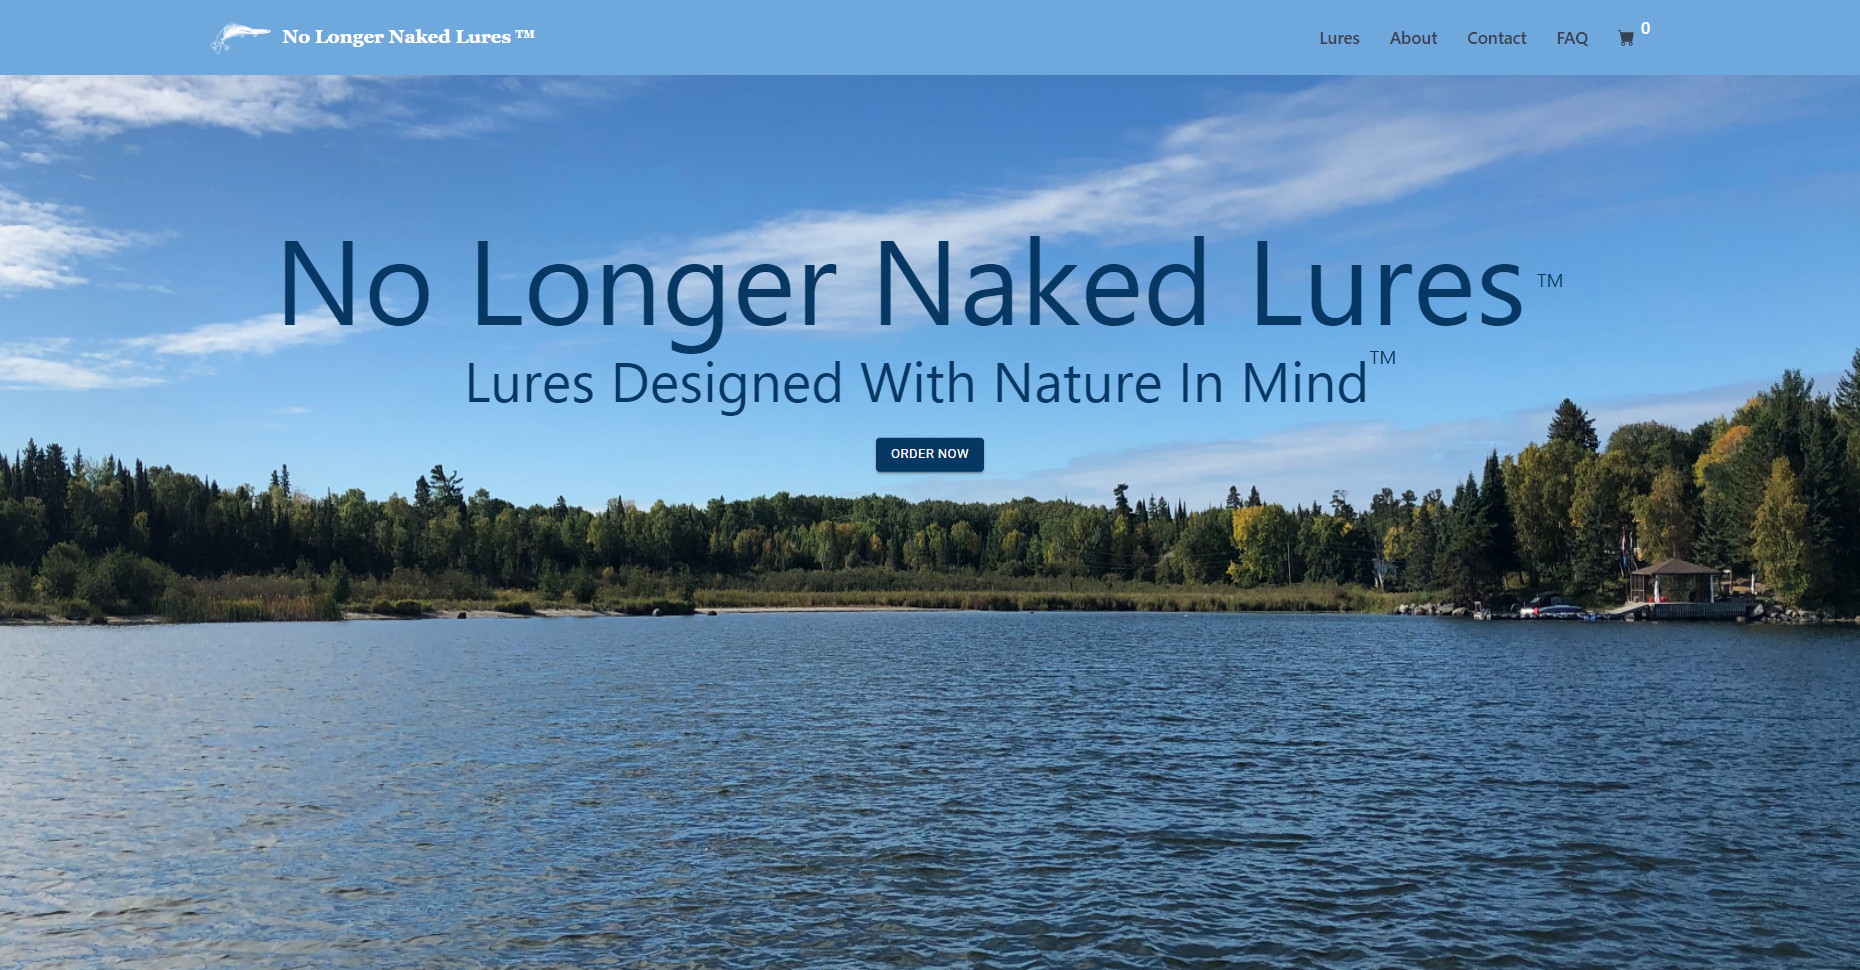 No Longer Naked Lures ™
Lures About Contact FAQ 0
No Longer Naked Lures ™
Lures Designed With Nature In Mind™
ORDER NOW